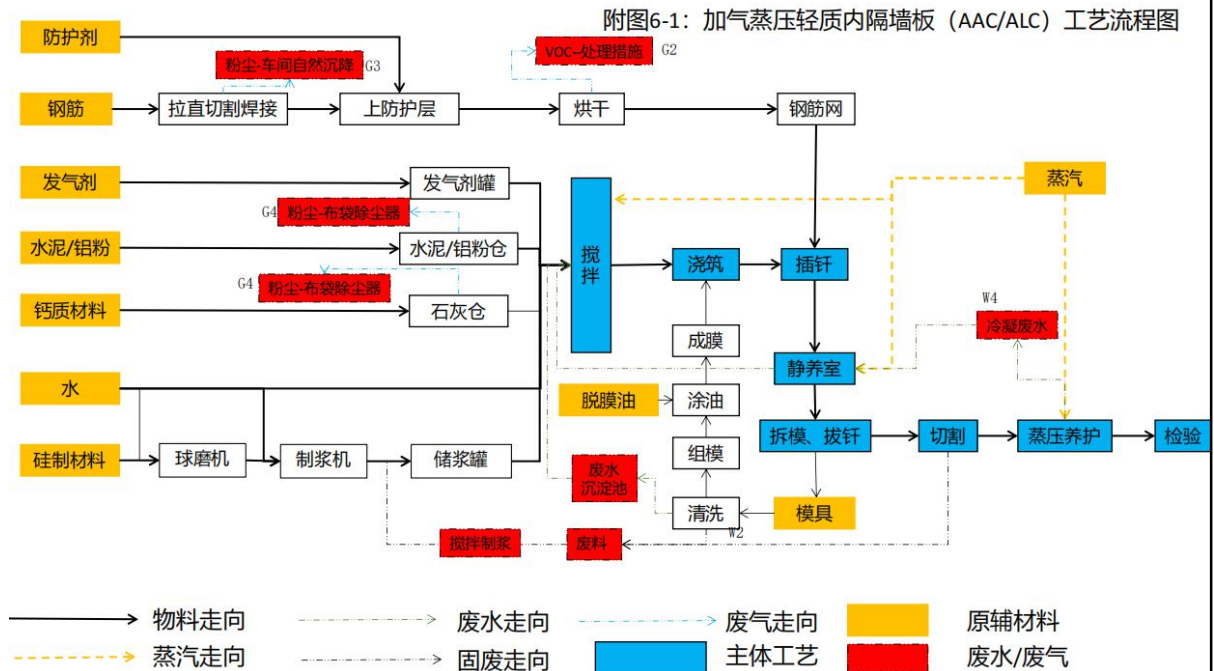 附图6-1：加气蒸压轻质内隔墙板（AAC/ALC）工艺流程图
防护剂
粉尘-车间自然沉降
G3
VOC-处理措施
G2
钢筋
拉直切割焊接
上防护层
烘干
钢筋网
发气剂
发气剂罐
蒸汽
G4
粉尘-布袋除尘器
水泥/铝粉
水泥/铝粉仓
搅拌
浇筑
插钎
G4
粉尘-布袋除尘器
钙质材料
石灰仓
W4
冷凝废水
成膜
静养室
水
脱膜油
涂油
拆模、拔钎
切割
蒸压养护
检验
硅制材料
球磨机
制浆机
储浆罐
组模
废水
沉淀池
清洗
模具
W2
搅拌制浆
废料
物料走向
废水走向
废气走向
原辅材料
蒸汽走向
固废走向
主体工艺
废水/废气